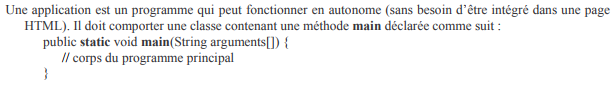 Une application est un programme qui peut fonctionner en autonome (sans besoin d’être intégré dans une page
HTML). Il doit comporter une classe contenant une méthode main déclarée comme suit :
public static void main(String arguments[]) {
// corps du programme principal
}